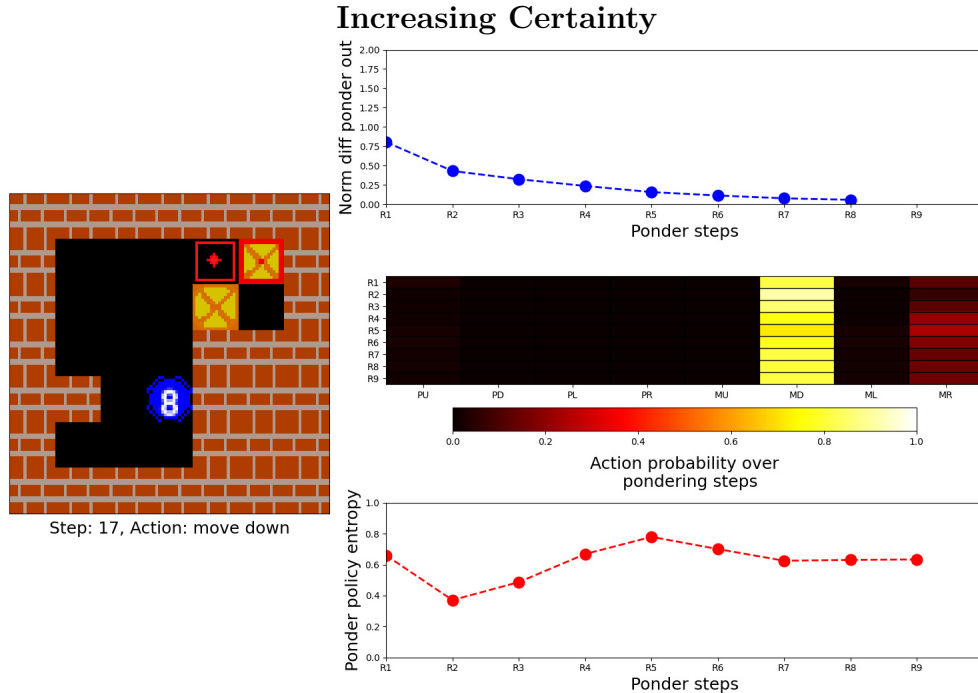 Increasing Certainty
Norm diff ponder out
2.00
1.75
1.50
1.25
1.00
0.75
0.50
0.25
0.00
R1 R2 R3 R4 R5 R6 R7 R8 R9
Ponder steps
8
Step: 17, Action: move down
R1
R2
R3
R4
R5
R6
R7
R8
R9
PU PD PL PR MU MD ML MR
0.0 0.2 0.4 0.6 0.8 1.0
Action probability over
pondering steps
Ponder policy entropy
1.0
0.8
0.6
0.4
0.2
0.0
R1 R2 R3 R4 R5 R6 R7 R8 R9
Ponder steps